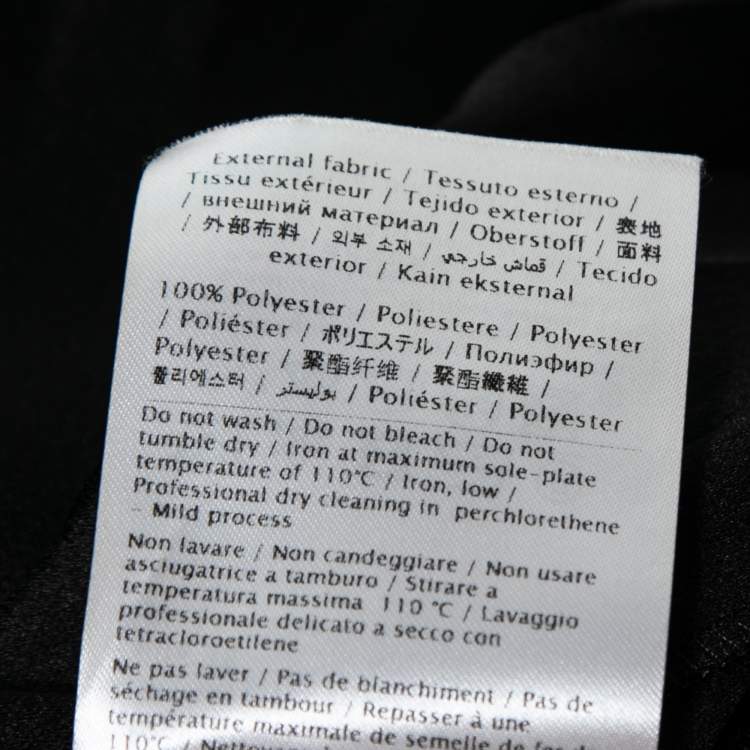 External fabric / Tessuto esterno /
Tissu extérieur / Tejido exterior / 表地
/ внешний материал / Oberstoff / 面料
/ 外部布料 / 외부 소재 / قماش خارجي / Tecido
exterior / Kain eksternal
100% Polyester / Poliestere / Polyester
/ Poliéster / ポリエステル / Полиэфир /
Polyester / 聚酯纤维 / 聚酯纖維 /
폴리에스터 / بوليستر / Poliéster / Polyester
Do not wash / Do not bleach / Do not
tumble dry / Iron at maximum sole-plate
temperature of 110°C / Iron, low /
Professional dry cleaning in perchlorethene
- Mild process
Non lavare / Non candeggiare / Non usare
asciugatrice a tamburo / Stirare a
temperatura massima 110 °C / Lavaggio
professionale delicato a secco con
tetracloroetilene
Ne pas laver / Pas de blanchiment / Pas de
séchage en tambour / Repasser à une
température maximale de semelle de
110°C / Nettoyage